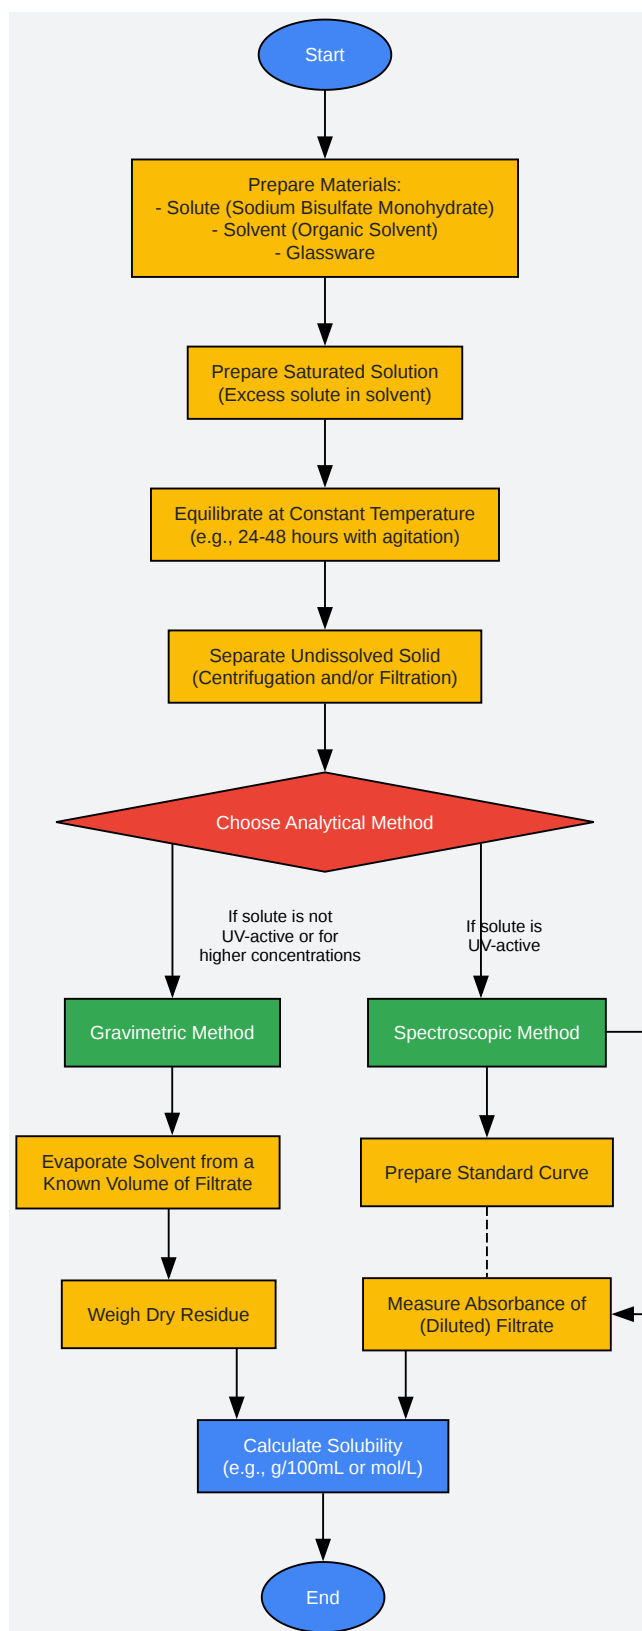 Start
Prepare Materials:
- Solute (Sodium Bisulfate Monohydrate)
- Solvent (Organic Solvent)
- Glassware
Prepare Saturated Solution
(Excess solute in solvent)
Equilibrate at Constant Temperature
(e.g., 24-48 hours with agitation)
Separate Undissolved Solid
(Centrifugation and/or Filtration)
Choose Analytical Method
If solute is not
UV-active or for
higher concentrations
If solute is
UV-active
Gravimetric Method
Spectroscopic Method
Evaporate Solvent from a
Known Volume of Filtrate
Prepare Standard Curve
Weigh Dry Residue
Measure Absorbance of
(Diluted) Filtrate
Calculate Solubility
(e.g., g/100mL or mol/L)
End